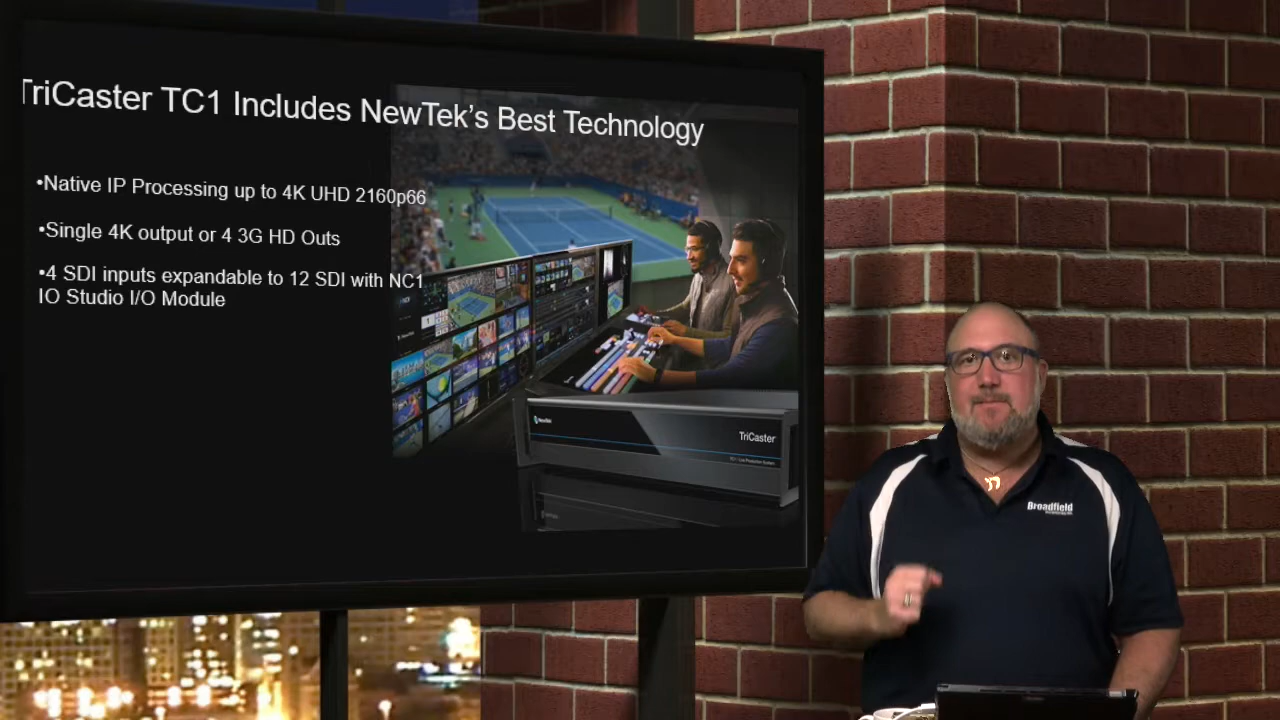 TriCaster TC1 Includes NewTek's Best Technology
•Native IP Processing up to 4K UHD 2160p66
•Single 4K output or 4 3G HD Outs
•4 SDI inputs expandable to 12 SDI with NC1
IO Studio I/O Module
NewTek
TriCaster
Broadfield